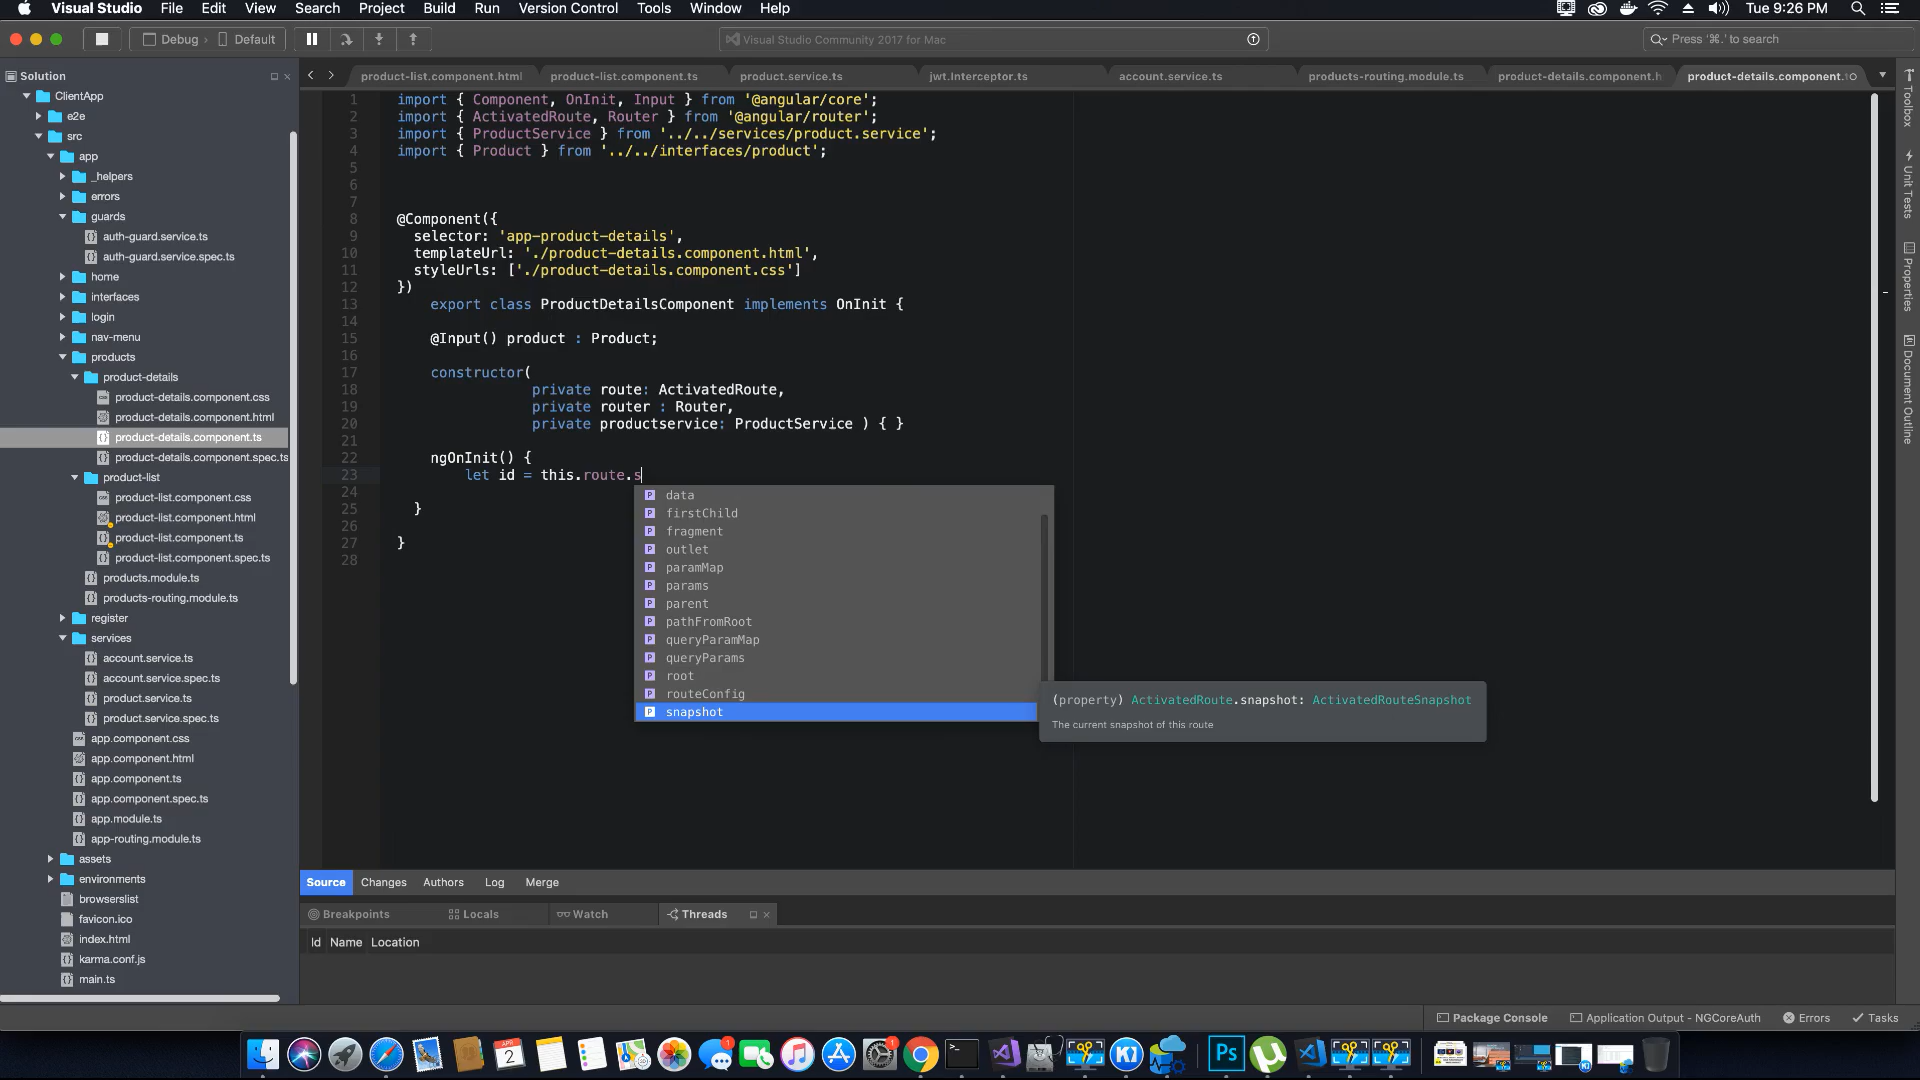 Visual Studio File Edit View Search Project Build Run Version Control Tools Window Help Tue 9:26 PM
Debug › Default Visual Studio Community 2017 for Mac Press '⌘.' to search
Solution
ClientApp
e2e
src
app
_helpers
errors
guards
auth-guard.service.ts
auth-guard.service.spec.ts
home
interfaces
login
nav-menu
products
product-details
product-details.component.css
product-details.component.html
product-details.component.ts
product-details.component.spec.ts
product-list
product-list.component.css
product-list.component.html
product-list.component.ts
product-list.component.spec.ts
products.module.ts
products-routing.module.ts
register
services
account.service.ts
account.service.spec.ts
product.service.ts
product.service.spec.ts
app.component.css
app.component.html
app.component.ts
app.component.spec.ts
app.module.ts
app-routing.module.ts
assets
environments
browserslist
favicon.ico
index.html
karma.conf.js
main.ts
product-list.component.html product-list.component.ts product.service.ts jwt.Interceptor.ts account.service.ts products-routing.module.ts product-details.component.h product-details.component.
1 import { Component, OnInit, Input } from '@angular/core';
2 import { ActivatedRoute, Router } from '@angular/router';
3 import { ProductService } from '../../services/product.service';
4 import { Product } from '../../interfaces/product';
5
6
7
8 @Component({
9 selector: 'app-product-details',
10 templateUrl: './product-details.component.html',
11 styleUrls: ['./product-details.component.css']
12 })
13 export class ProductDetailsComponent implements OnInit {
14
15 @Input() product : Product;
16
17 constructor(
18 private route: ActivatedRoute,
19 private router : Router,
20 private productservice: ProductService ) { }
21
22 ngOnInit() {
23 let id = this.route.s
24
25 }
26
27 }
28
P data
P firstChild
P fragment
P outlet
P paramMap
P params
P parent
P pathFromRoot
P queryParamMap
P queryParams
P root
P routeConfig
P snapshot
(property) ActivatedRoute.snapshot: ActivatedRouteSnapshot
The current snapshot of this route
Toolbox
Unit Tests
Properties
Document Outline
Source Changes Authors Log Merge
Breakpoints Locals Watch Threads
Id Name Location
Package Console Application Output - NGCoreAuth Errors Tasks